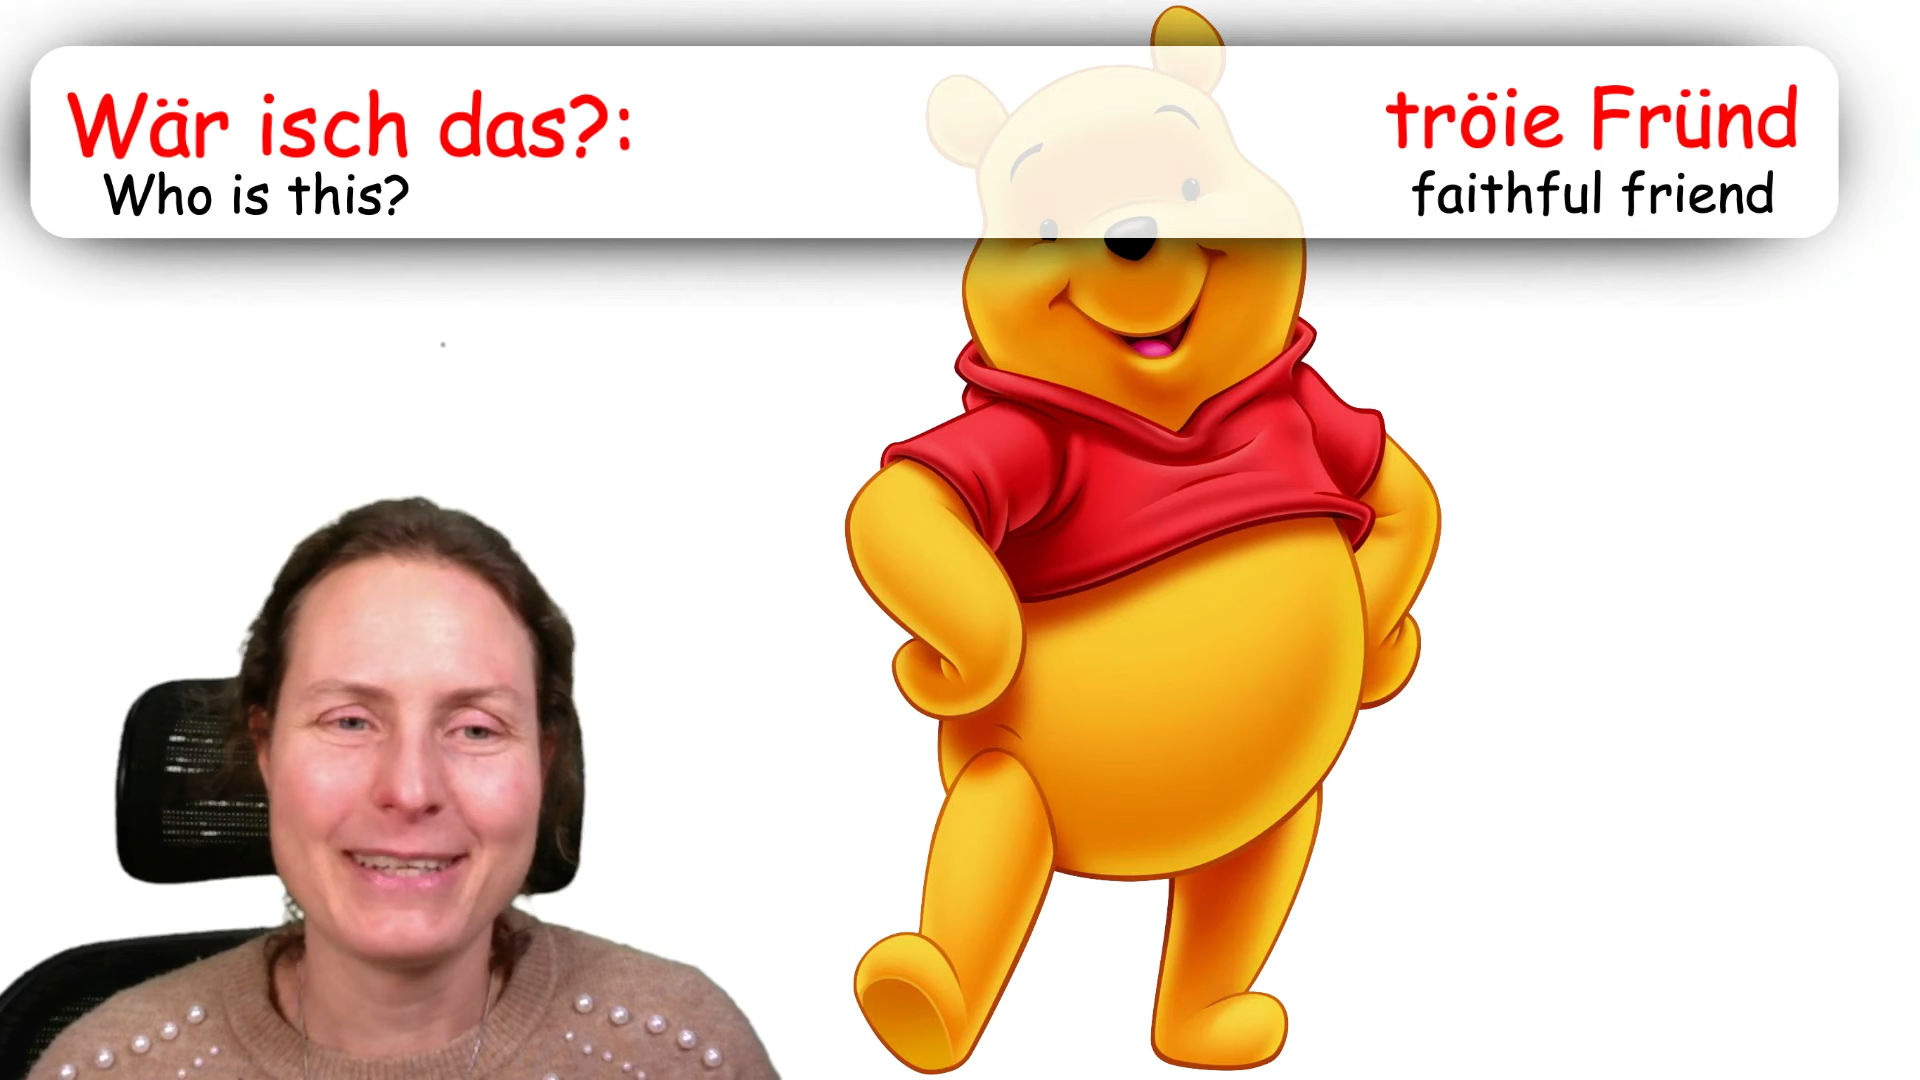 Wär isch das?:
Who is this?
tröie Fründ
faithful friend